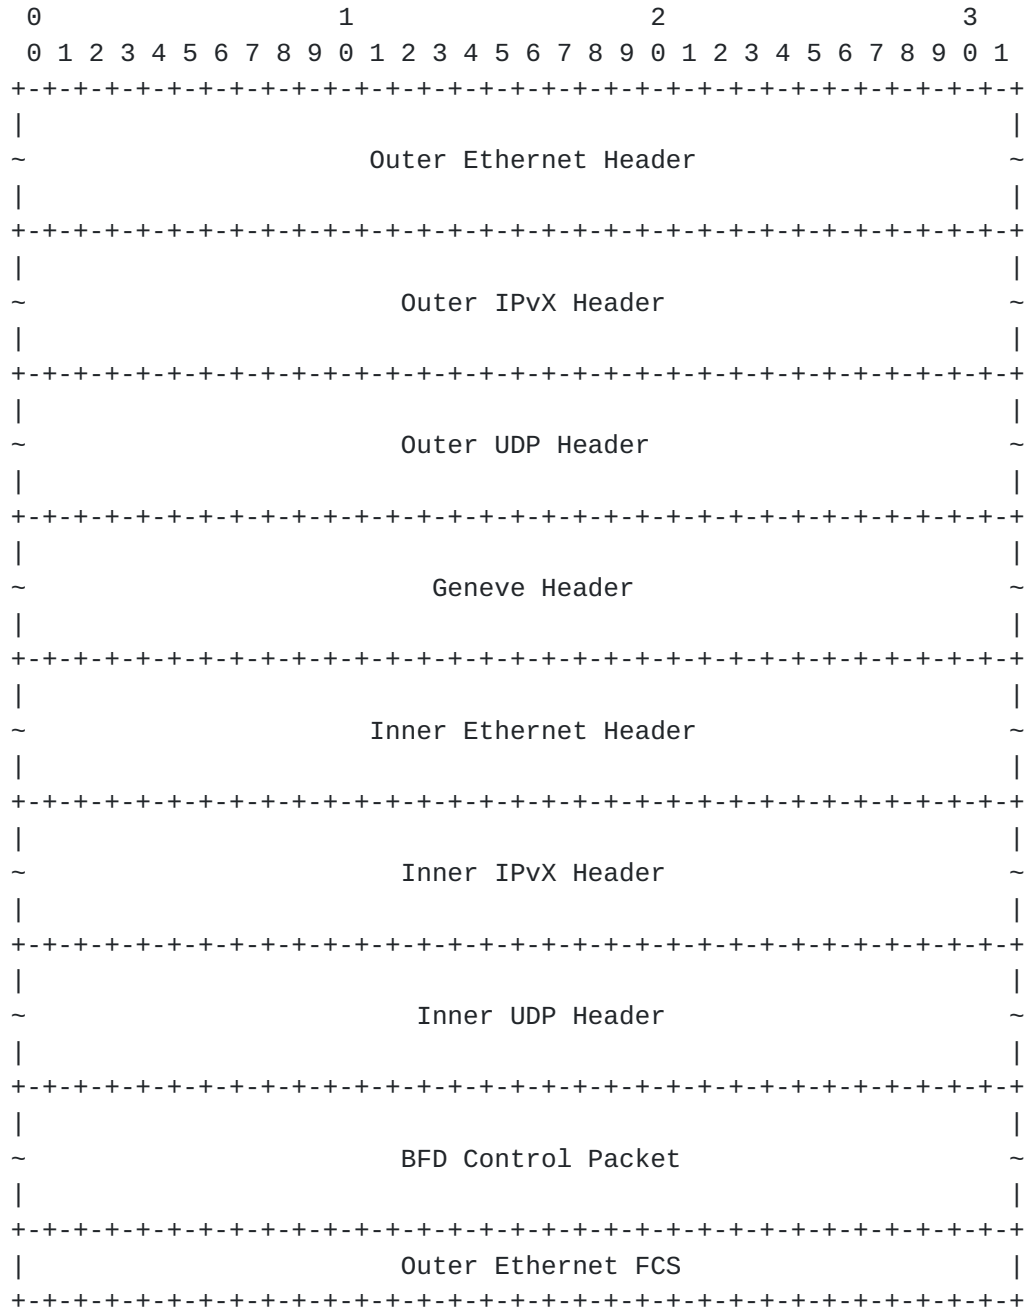 0                   1                   2                   3
 0 1 2 3 4 5 6 7 8 9 0 1 2 3 4 5 6 7 8 9 0 1 2 3 4 5 6 7 8 9 0 1
+-+-+-+-+-+-+-+-+-+-+-+-+-+-+-+-+-+-+-+-+-+-+-+-+-+-+-+-+-+-+-+-+
|                                                               |
~                      Outer Ethernet Header                    ~
|                                                               |
+-+-+-+-+-+-+-+-+-+-+-+-+-+-+-+-+-+-+-+-+-+-+-+-+-+-+-+-+-+-+-+-+
|                                                               |
~                        Outer IPvX Header                      ~
|                                                               |
+-+-+-+-+-+-+-+-+-+-+-+-+-+-+-+-+-+-+-+-+-+-+-+-+-+-+-+-+-+-+-+-+
|                                                               |
~                        Outer UDP Header                       ~
|                                                               |
+-+-+-+-+-+-+-+-+-+-+-+-+-+-+-+-+-+-+-+-+-+-+-+-+-+-+-+-+-+-+-+-+
|                                                               |
~                          Geneve Header                        ~
|                                                               |
+-+-+-+-+-+-+-+-+-+-+-+-+-+-+-+-+-+-+-+-+-+-+-+-+-+-+-+-+-+-+-+-+
|                                                               |
~                      Inner Ethernet Header                    ~
|                                                               |
+-+-+-+-+-+-+-+-+-+-+-+-+-+-+-+-+-+-+-+-+-+-+-+-+-+-+-+-+-+-+-+-+
|                                                               |
~                        Inner IPvX Header                      ~
|                                                               |
+-+-+-+-+-+-+-+-+-+-+-+-+-+-+-+-+-+-+-+-+-+-+-+-+-+-+-+-+-+-+-+-+
|                                                               |
~                         Inner UDP Header                      ~
|                                                               |
+-+-+-+-+-+-+-+-+-+-+-+-+-+-+-+-+-+-+-+-+-+-+-+-+-+-+-+-+-+-+-+-+
|                                                               |
~                        BFD Control Packet                     ~
|                                                               |
+-+-+-+-+-+-+-+-+-+-+-+-+-+-+-+-+-+-+-+-+-+-+-+-+-+-+-+-+-+-+-+-+
|                        Outer Ethernet FCS                     |
+-+-+-+-+-+-+-+-+-+-+-+-+-+-+-+-+-+-+-+-+-+-+-+-+-+-+-+-+-+-+-+-+